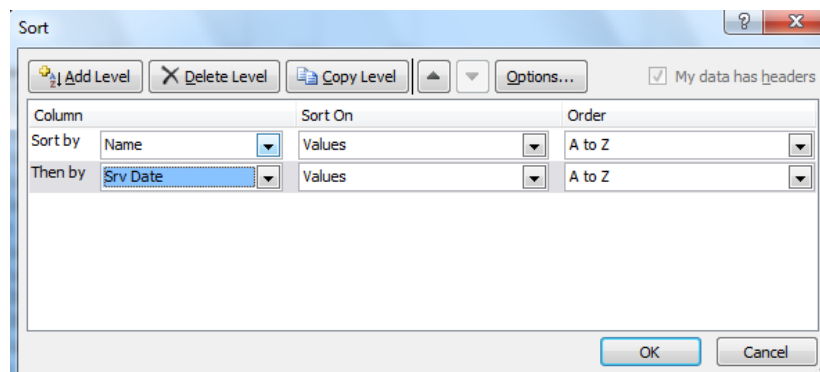 Sort
?
Add Level Delete Level Copy Level Options... My data has headers
Column Sort On Order
Sort by Name Values A to Z
Then by Srv Date Values A to Z
OK Cancel